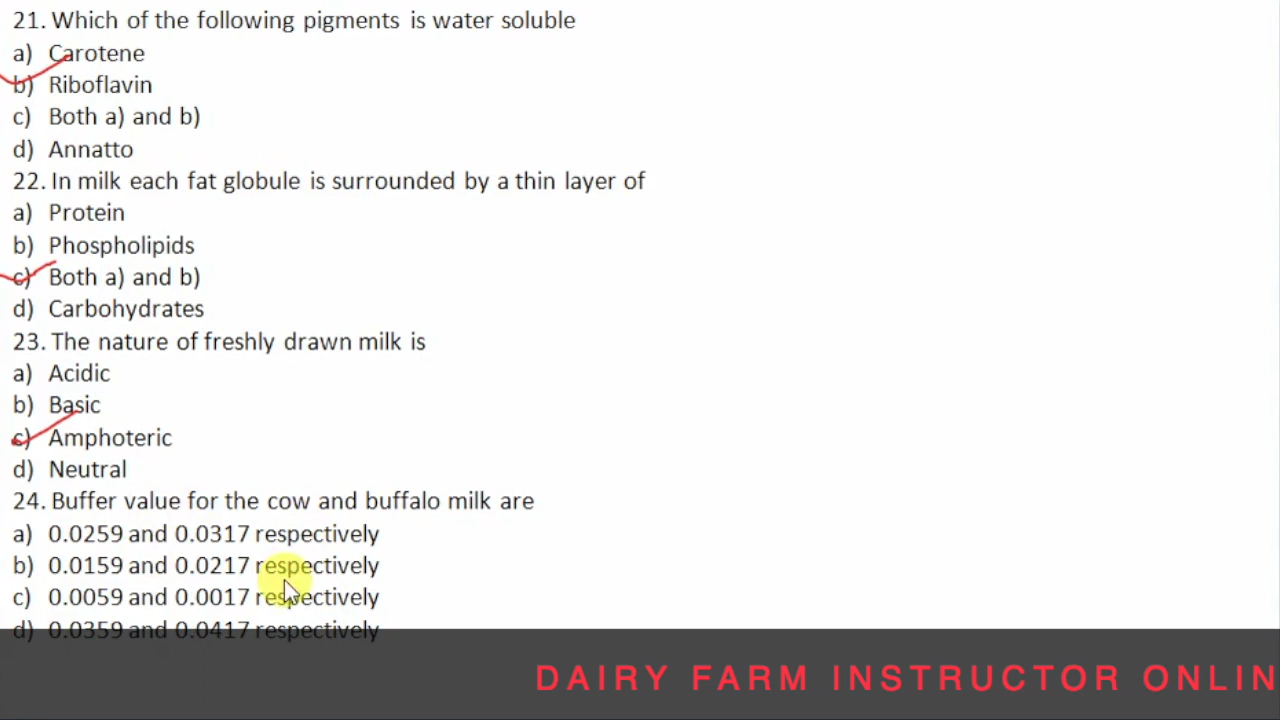 21. Which of the following pigments is water soluble
a) Carotene
b) Riboflavin
c) Both a) and b)
d) Annatto
22. In milk each fat globule is surrounded by a thin layer of
a) Protein
b) Phospholipids
c) Both a) and b)
d) Carbohydrates
23. The nature of freshly drawn milk is
a) Acidic
b) Basic
c) Amphoteric
d) Neutral
24. Buffer value for the cow and buffalo milk are
a) 0.0259 and 0.0317 respectively
b) 0.0159 and 0.0217 respectively
c) 0.0059 and 0.0017 respectively
d) 0.0359 and 0.0417 respectively
DAIRY FARM INSTRUCTOR ONLIN